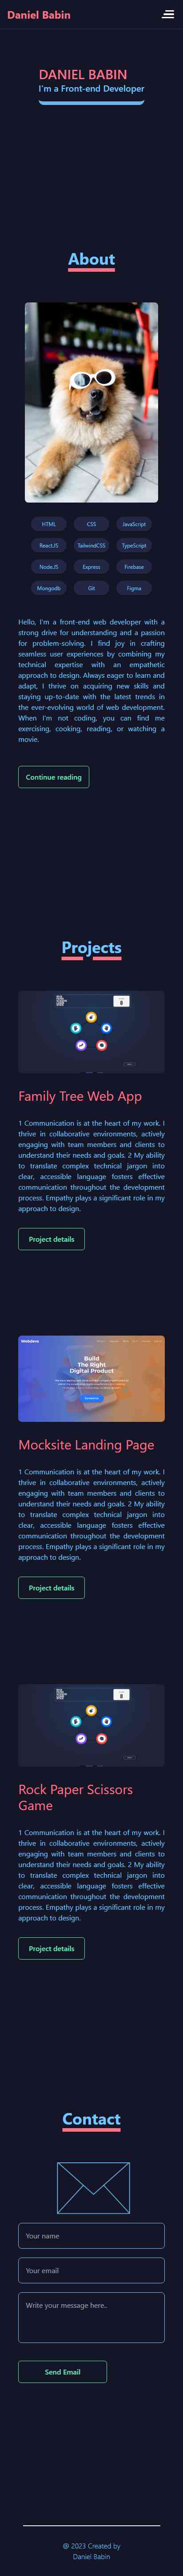 Daniel Babin
DANIEL BABIN
I'm a Front-end Developer
About
HTML
CSS
JavaScript
ReactJS
TailwindCSS
TypeScript
NodeJS
Express
Firebase
Mongodb
Git
Figma
Hello, I'm a front-end web developer with a
strong drive for understanding and a passion
for problem-solving. I find joy in crafting
seamless user experiences by combining my
technical expertise with an empathetic
approach to design. Always eager to learn and
adapt, I thrive on acquiring new skills and
staying up-to-date with the latest trends in
the ever-evolving world of web development.
When I'm not coding, you can find me
exercising, cooking, reading, or watching a
movie.
Continue reading
Projects
Family Tree Web App
1 Communication is at the heart of my work. I
thrive in collaborative environments, actively
engaging with team members and clients to
understand their needs and goals. 2 My ability
to translate complex technical jargon into
clear, accessible language fosters effective
communication throughout the development
process. Empathy plays a significant role in my
approach to design.
Project details
Build
The Right
Digital Product
Mocksite Landing Page
1 Communication is at the heart of my work. I
thrive in collaborative environments, actively
engaging with team members and clients to
understand their needs and goals. 2 My ability
to translate complex technical jargon into
clear, accessible language fosters effective
communication throughout the development
process. Empathy plays a significant role in my
approach to design.
Project details
Rock Paper Scissors
Game
1 Communication is at the heart of my work. I
thrive in collaborative environments, actively
engaging with team members and clients to
understand their needs and goals. 2 My ability
to translate complex technical jargon into
clear, accessible language fosters effective
communication throughout the development
process. Empathy plays a significant role in my
approach to design.
Project details
Contact
Your name
Your email
Write your message here..
Send Email
@ 2023 Created by
Daniel Babin